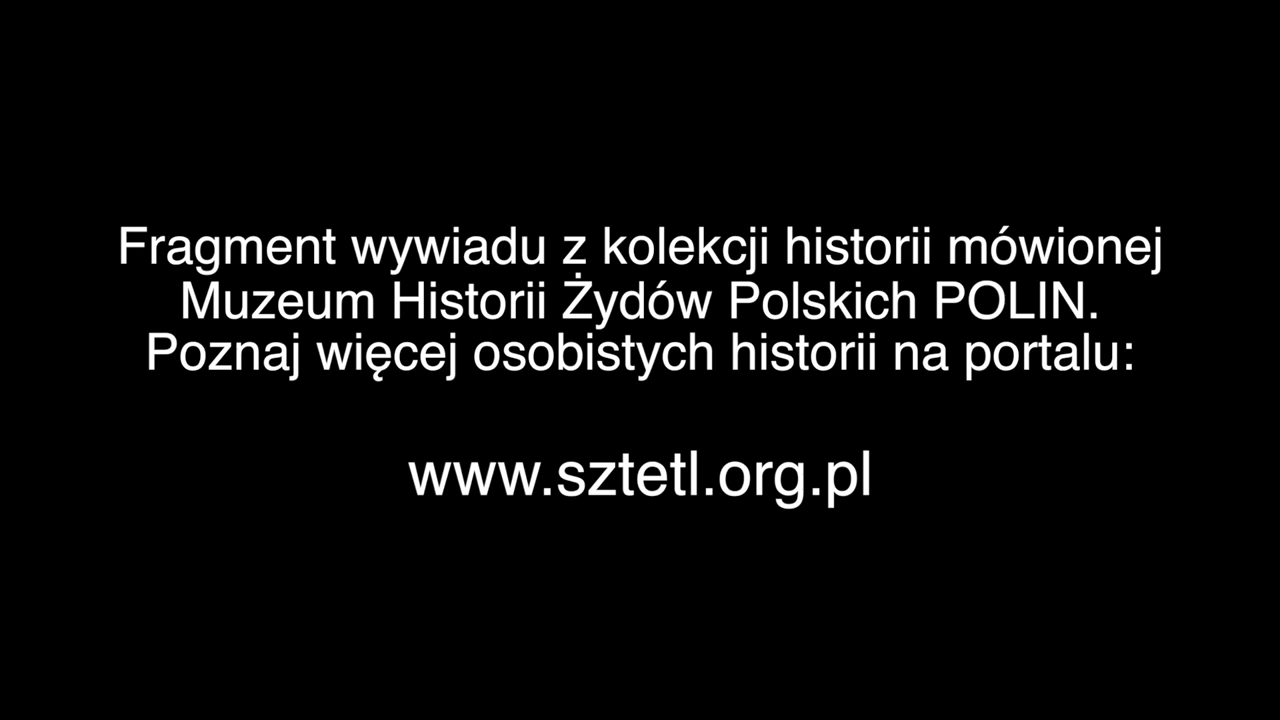 Fragment wywiadu z kolekcji historii mówionej
Muzeum Historii Żydów Polskich POLIN.
Poznaj więcej osobistych historii na portalu:
www.sztetl.org.pl